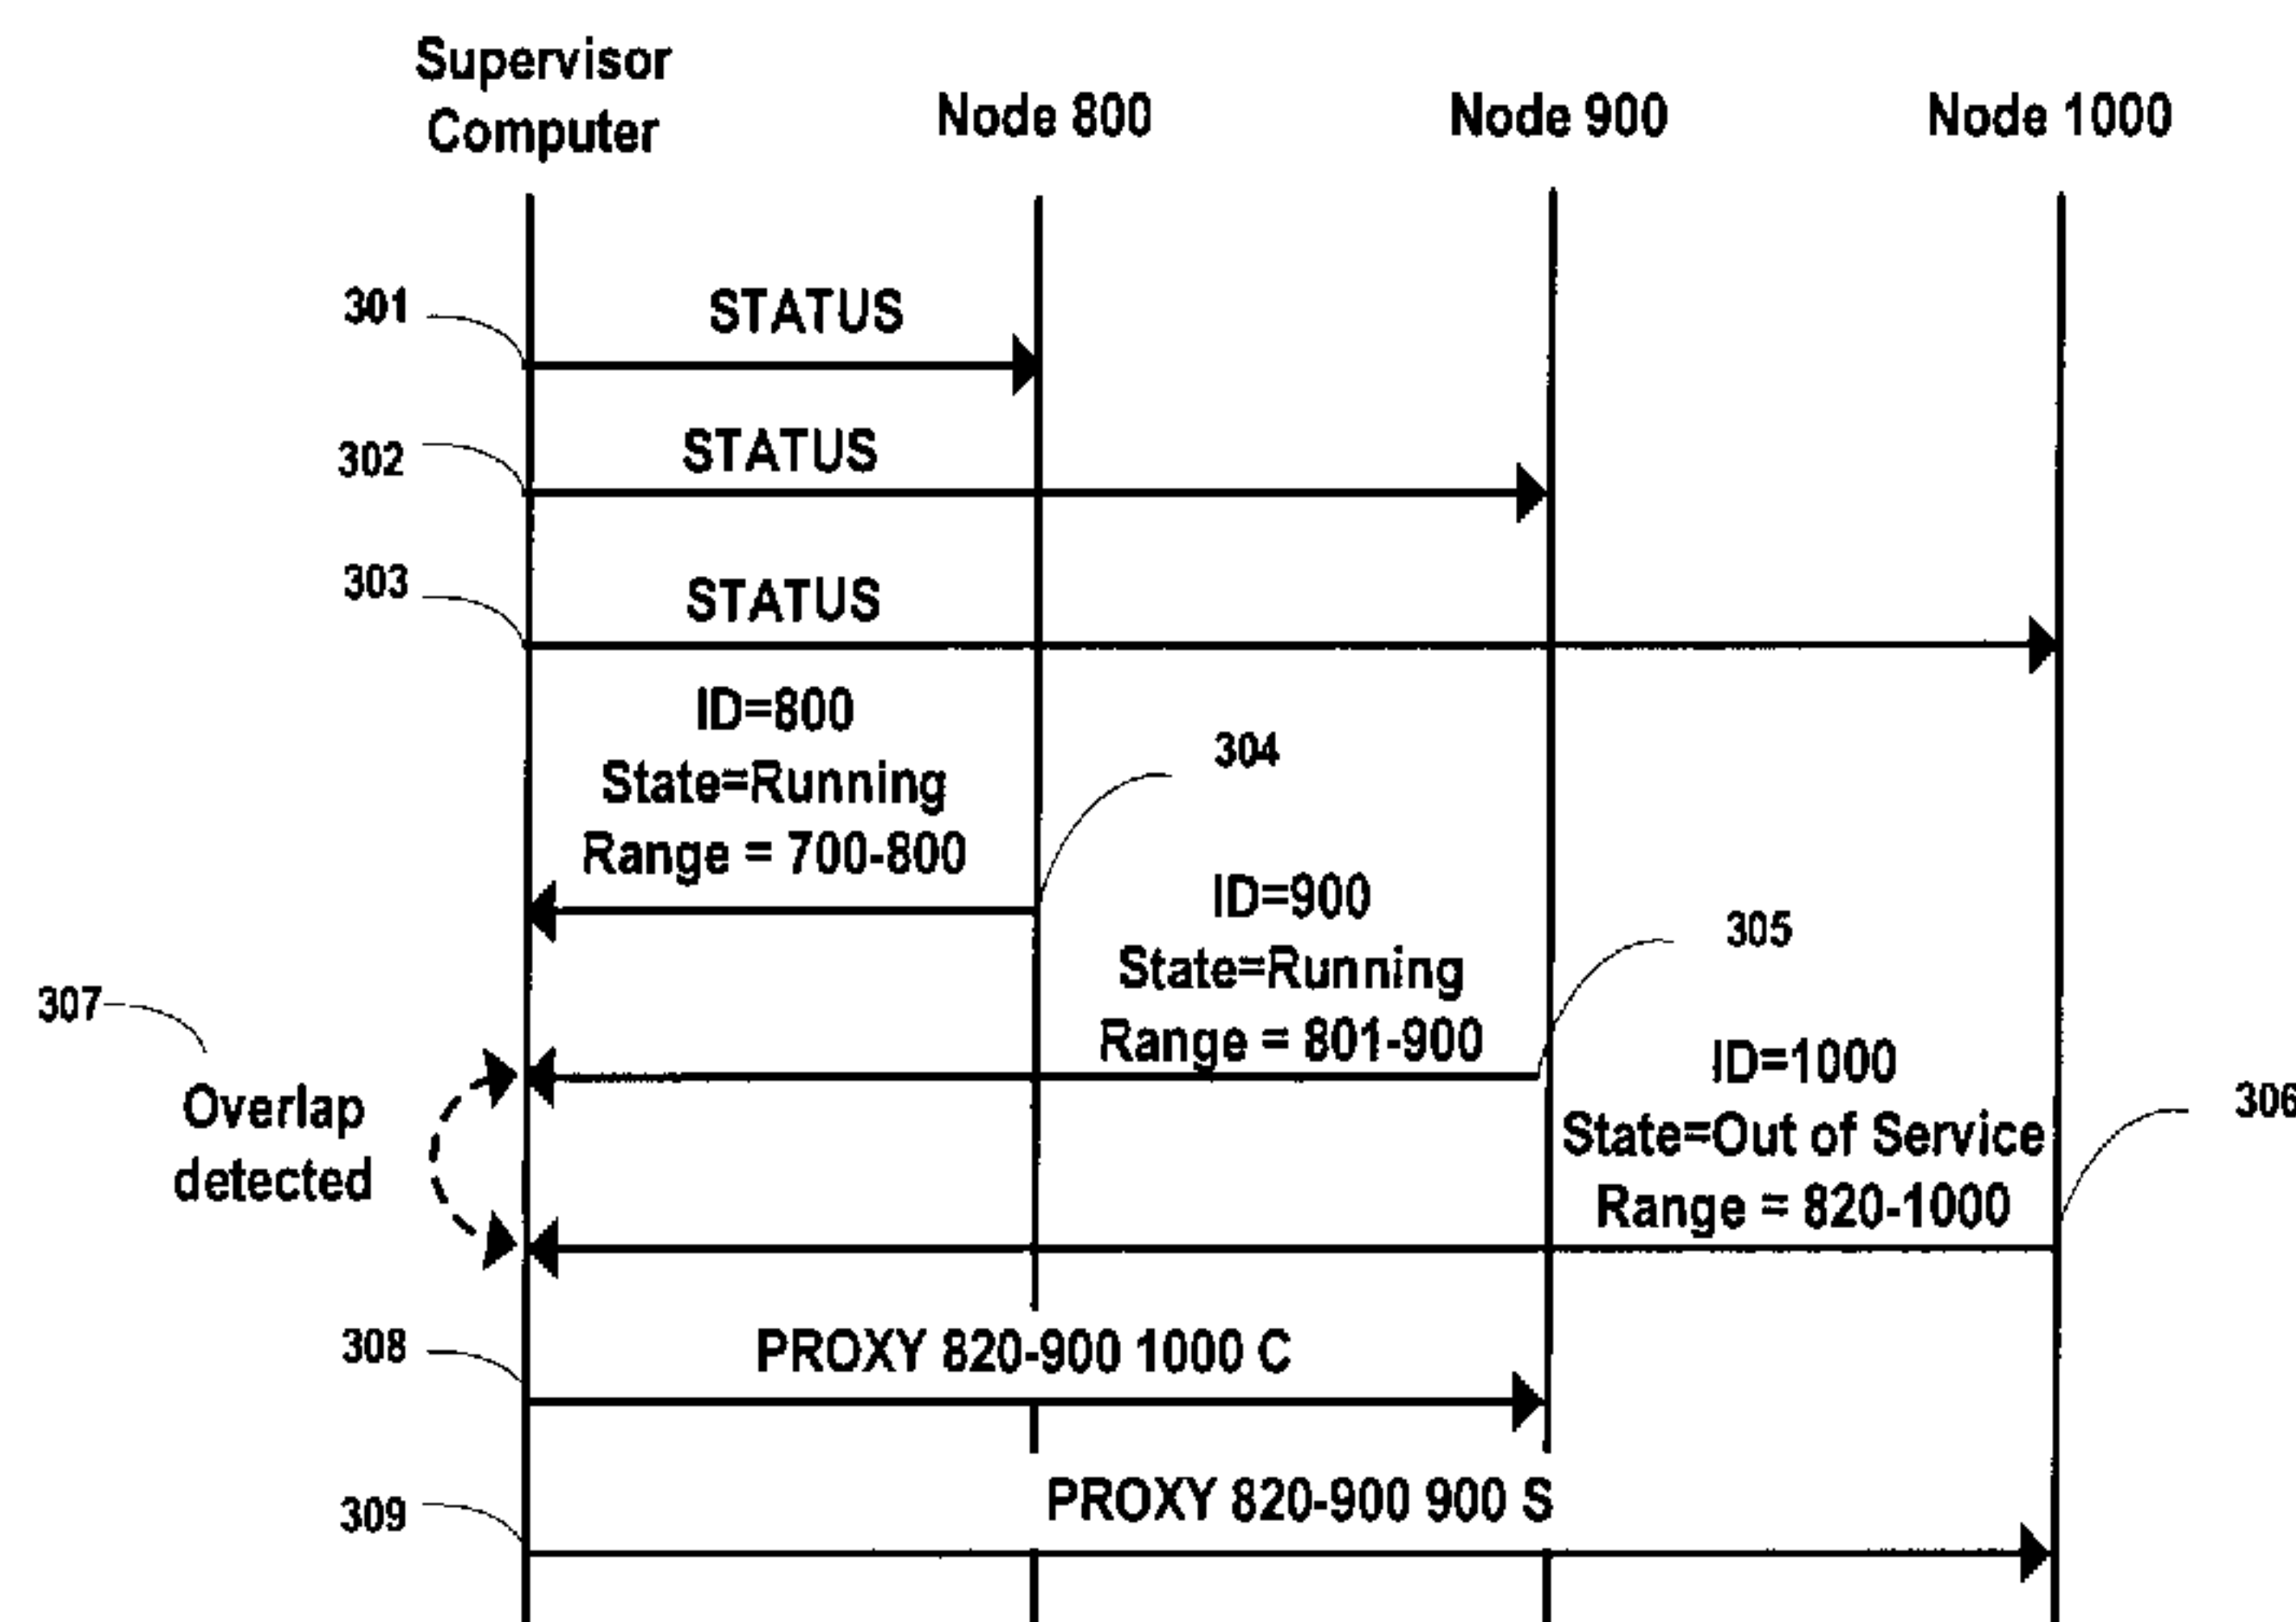 Supervisor
Computer
Node 800
Node 900
Node 1000
301
STATUS
302
STATUS
303
STATUS
ID=800
State=Running
Range = 700-800
304
ID=900
State=Running
Range = 801-900
305
307
Overlap
detected
ID=1000
State=Out of Service
Range = 820-1000
306
308
PROXY 820-900 1000 C
309
PROXY 820-900 900 S